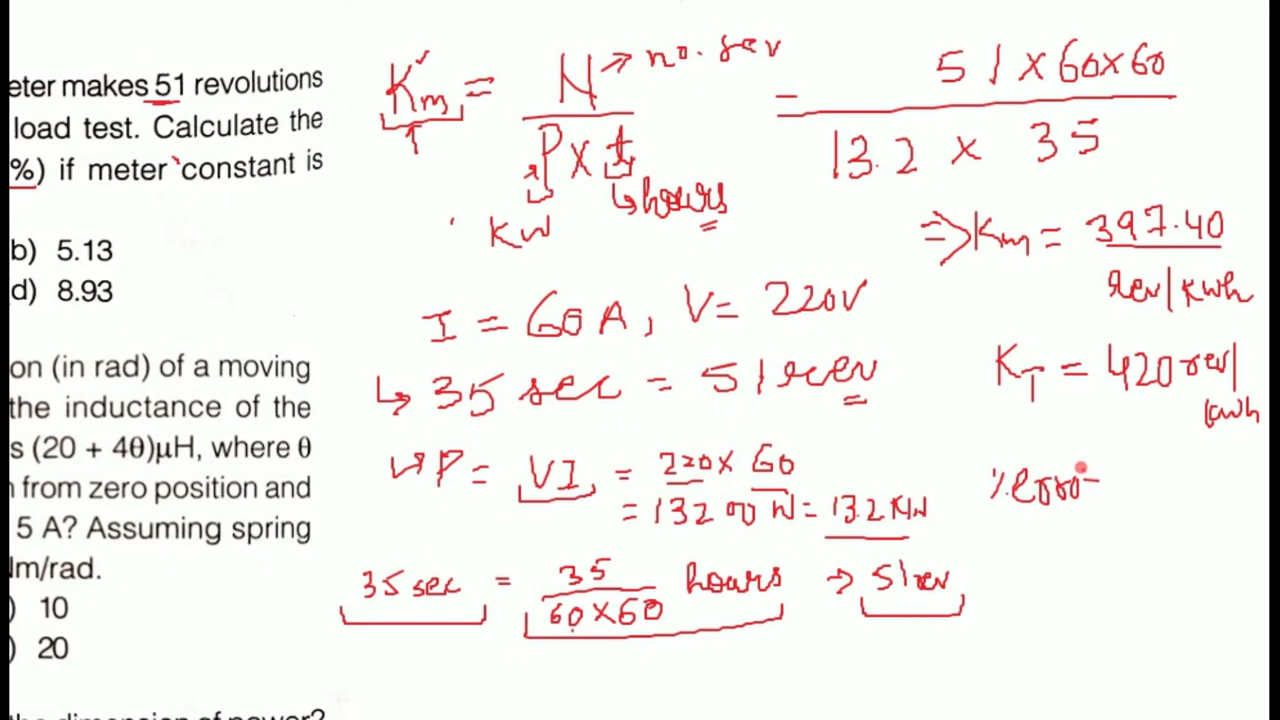 eter makes 51 revolutions
load test. Calculate the
%) if meter constant is
b) 5.13
d) 8.93
on (in rad) of a moving
the inductance of the
s (20 + 4θ)μH, where θ
from zero position and
5 A? Assuming spring
Nm/rad.
) 10
) 20
the dimension of power?
Km = N / (P × t) = 51 × 60 × 60 / (13.2 × 35)
→ no. rev
↳ hours
KW
⇒ Km = 397.40 rev/kwh
I = 60 A, V = 220V
↳ 35 sec = 51 rev
KT = 420 rev/kwh
↳ P = VI = 220 × 60
= 13200 W = 13.2 KW
% error =
35 sec = 35 / (60×60) hours → 51 rev